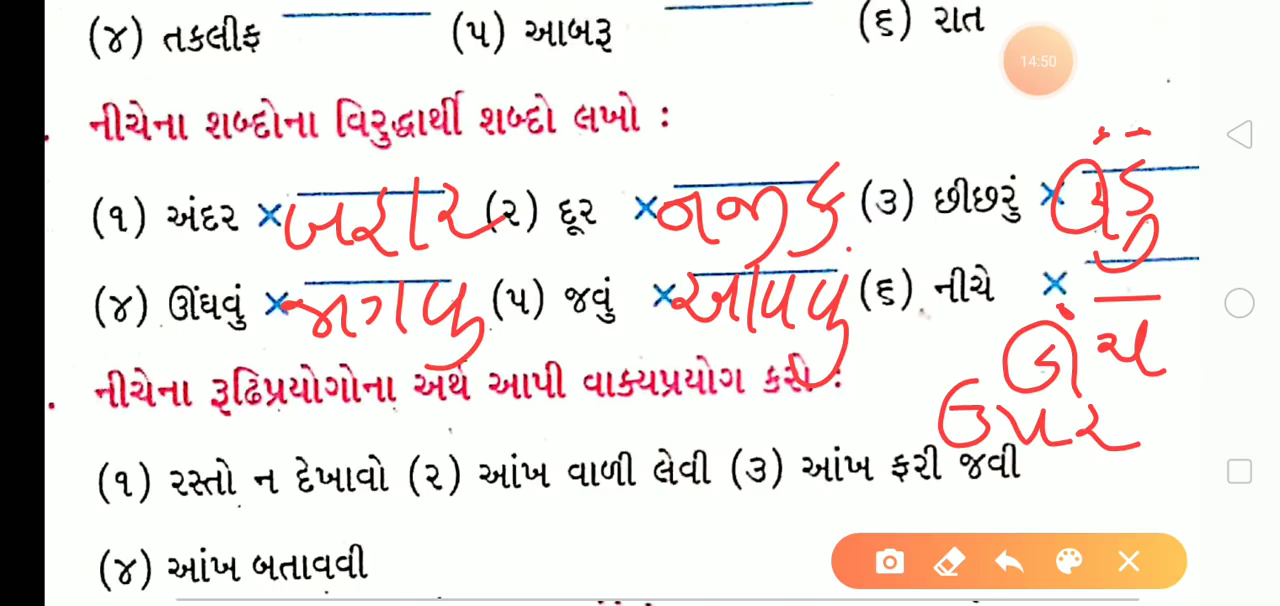 (૪) તકલીફ (૫) આબરૂ (૬) રાત
14:50
. નીચેના શબ્દોના વિરુદ્ધાર્થી શબ્દો લખો :
(૧) અંદર × બહાર (૨) દૂર × નજીક (૩) છીછરું × ઊંડું
(૪) ઊંઘવું × જાગવુ (૫) જવું × આવવુ (૬) નીચે ×
ઊંચે
ઉપર
. નીચેના રૂઢિપ્રયોગોના અર્થ આપી વાક્યપ્રયોગ કરો :
(૧) રસ્તો ન દેખાવો (૨) આંખ વાળી લેવી (૩) આંખ ફરી જવી
(૪) આંખ બતાવવી